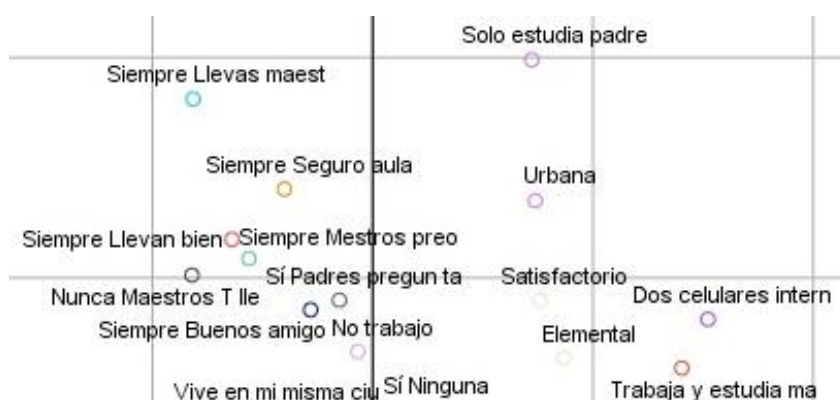 Solo estudia padre
Siempre Llevas maest
Siempre Seguro aula
Urbana
Siempre Llevan bien
Siempre Mestros preo
Sí Padres pregun ta
Satisfactorio
Nunca Maestros T lle
Dos celulares intern
Siempre Buenos amigo
No trabajo
Elemental
Vive en mi misma ciu
Sí Ninguna
Trabaja y estudia ma